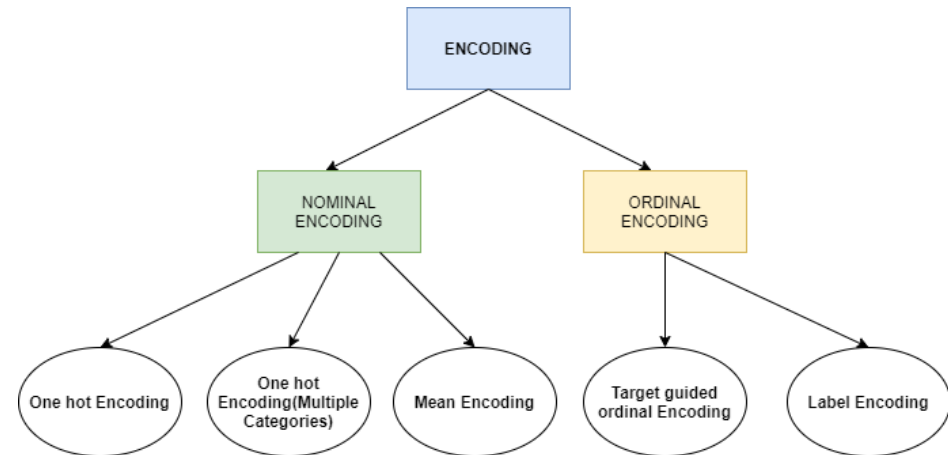 ENCODING
NOMINAL
ENCODING
ORDINAL
ENCODING
One hot Encoding
One hot
Encoding(Multiple
Categories)
Mean Encoding
Target guided
ordinal Encoding
Label Encoding